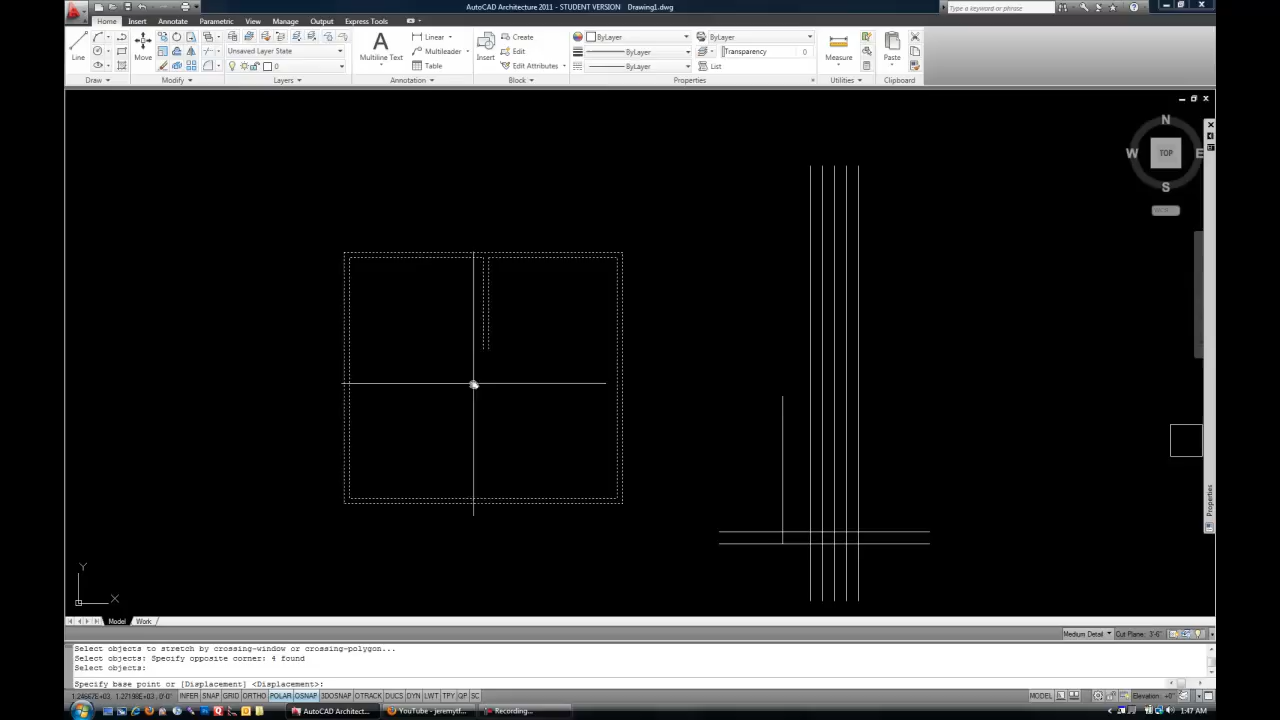 AutoCAD Architecture 2011 - STUDENT VERSION Drawing1.dwg
Type a keyword or phrase
Home Insert Annotate Parametric View Manage Output Express Tools
Linear Create ByLayer ByLayer
Unsaved Layer State Multileader Edit ByLayer Transparency 0
Line Move Multiline Text Insert Measure Paste
0 Table Edit Attributes ByLayer List
Draw Modify Layers Annotation Block Properties Utilities Clipboard
N
W TOP E
S
Properties
Y
X
Model Work
Medium Detail Cut Plane: 3'-6"
Select objects to stretch by crossing-window or crossing-polygon...
Select objects: Specify opposite corner: 4 found
Select objects:
Specify base point or [Displacement] <Displacement>:
INFER SNAP GRID ORTHO POLAR OSNAP 3DOSNAP OTRACK DUCS DYN LWT TPY QP SC MODEL Elevation: +0"
AutoCAD Architect... YouTube - jeremytf... Recording... 1:47 AM